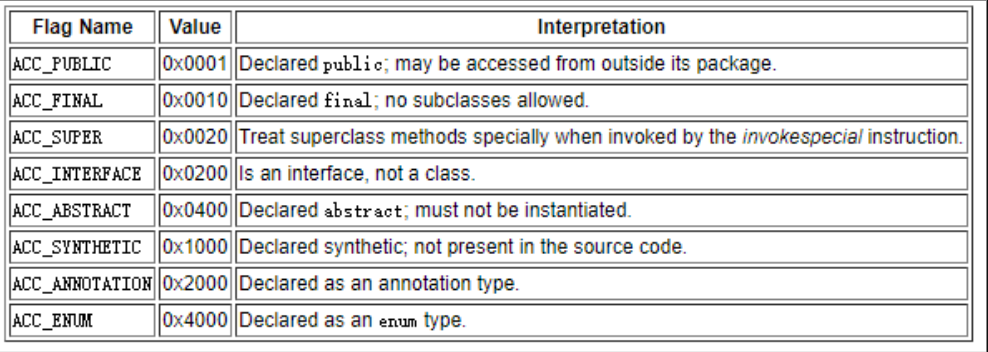 Flag Name Value Interpretation
ACC_PUBLIC 0x0001 Declared public; may be accessed from outside its package.
ACC_FINAL 0x0010 Declared final; no subclasses allowed.
ACC_SUPER 0x0020 Treat superclass methods specially when invoked by the invokespecial instruction.
ACC_INTERFACE 0x0200 Is an interface, not a class.
ACC_ABSTRACT 0x0400 Declared abstract; must not be instantiated.
ACC_SYNTHETIC 0x1000 Declared synthetic; not present in the source code.
ACC_ANNOTATION 0x2000 Declared as an annotation type.
ACC_ENUM 0x4000 Declared as an enum type.